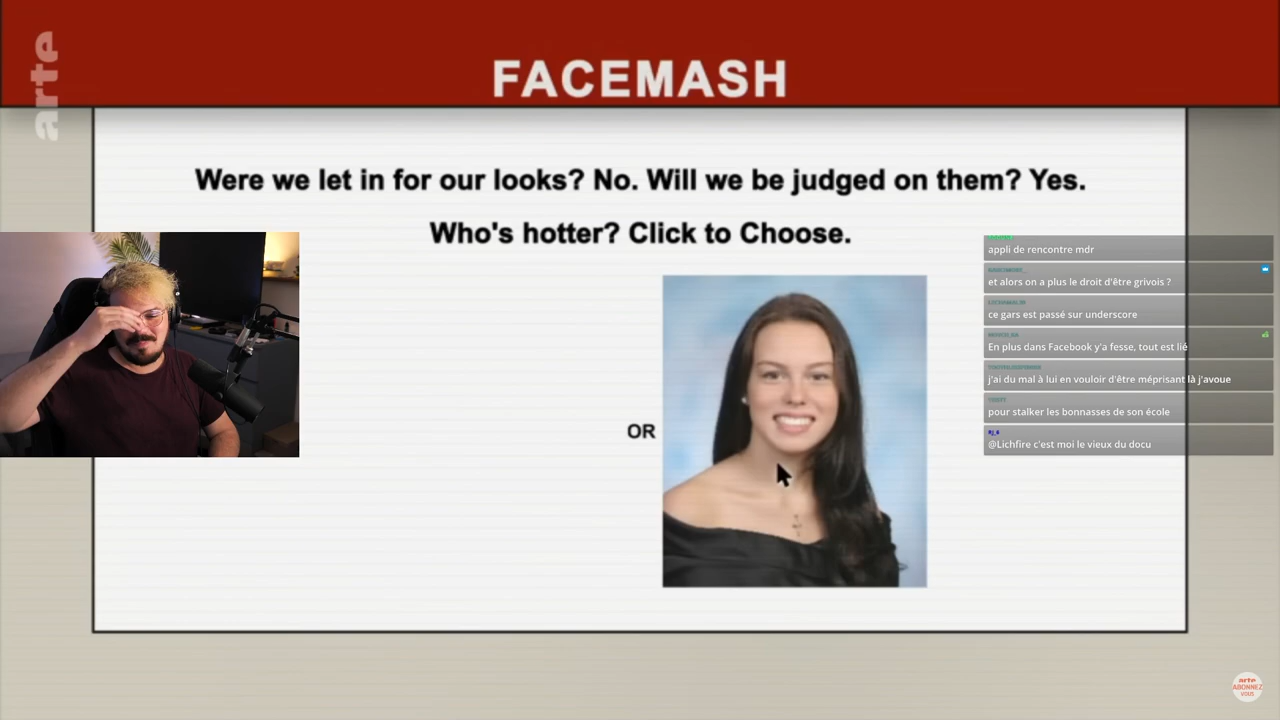 arte
FACEMASH
Were we let in for our looks? No. Will we be judged on them? Yes.
Who's hotter? Click to Choose.
OR
appli de rencontre mdr
et alors on a plus le droit d'être grivois ?
ce gars est passé sur underscore
En plus dans Facebook y'a fesse, tout est lié
j'ai du mal à lui en vouloir d'être méprisant là j'avoue
pour stalker les bonnasses de son école
@Lichfire c'est moi le vieux du docu
arte
ABONNEZ
VOUS